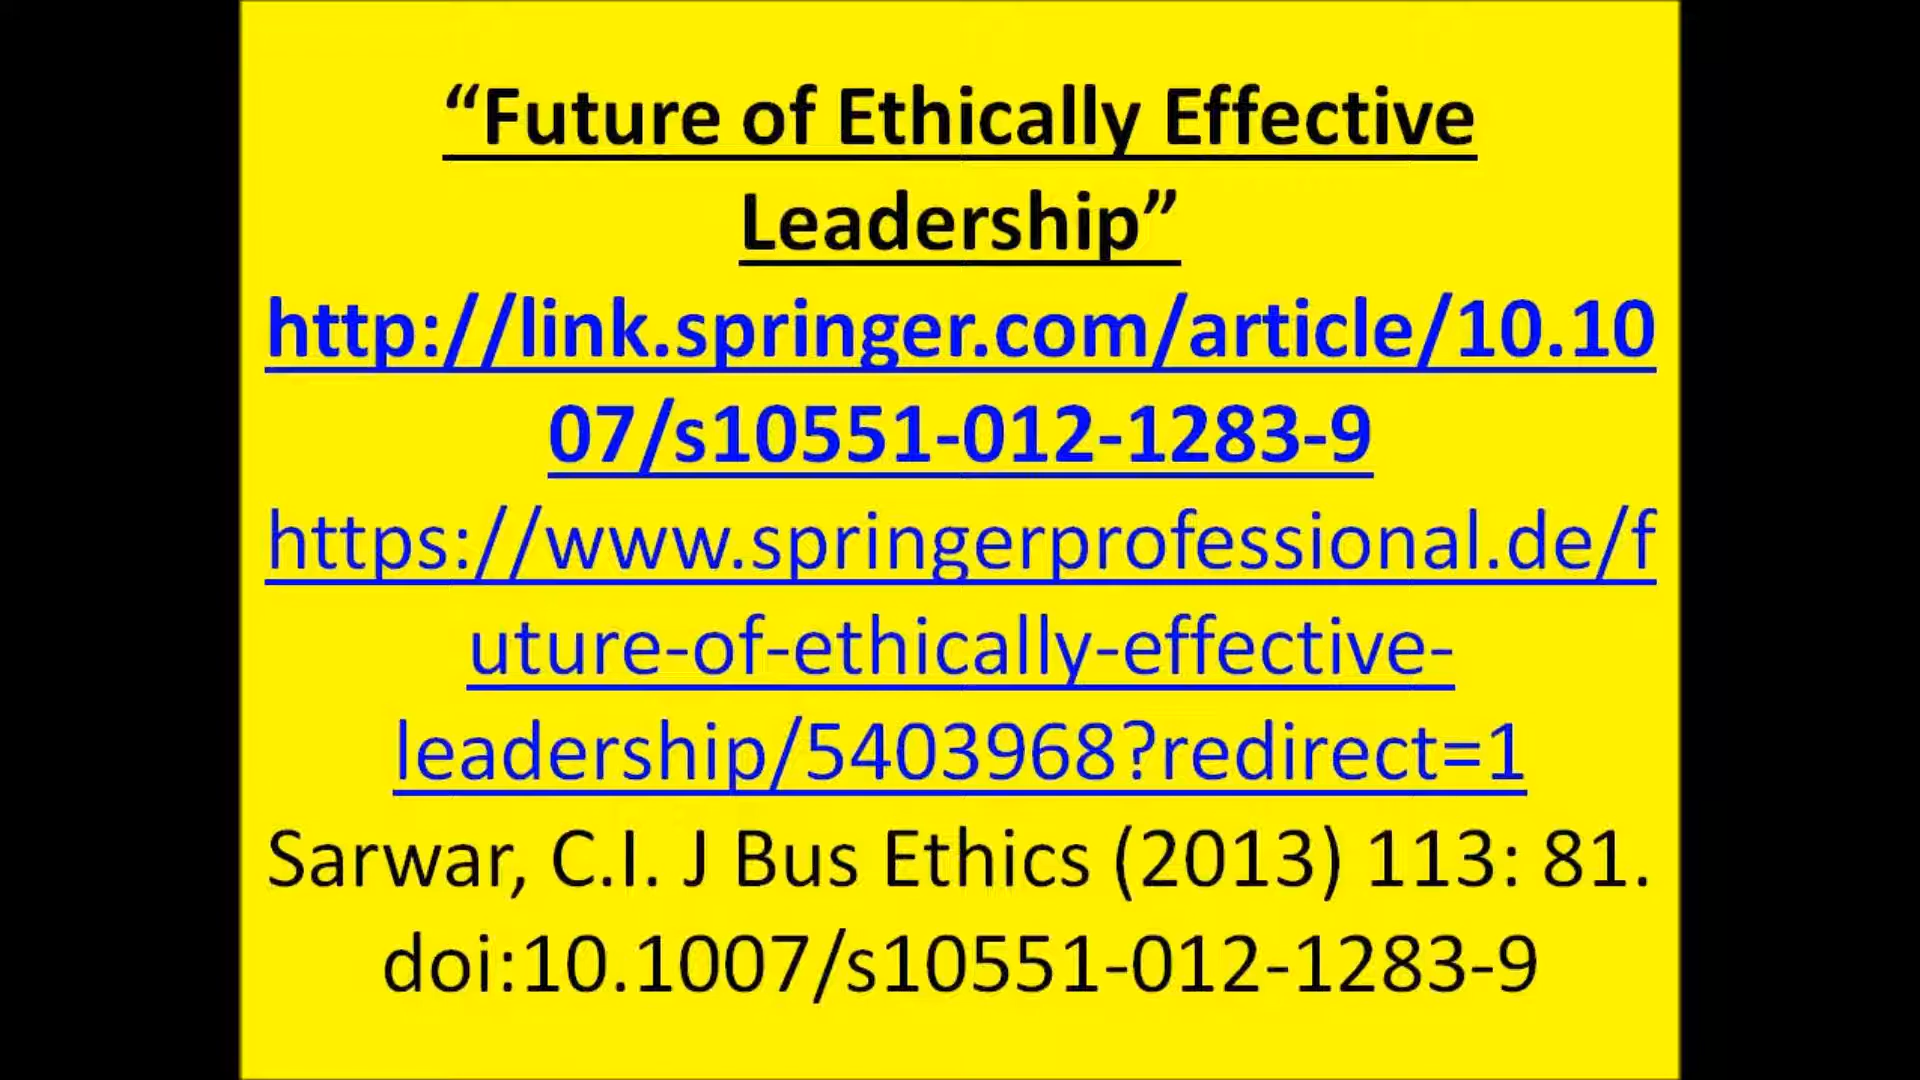 “Future of Ethically Effective
Leadership”
http://link.springer.com/article/10.10
07/s10551-012-1283-9
https://www.springerprofessional.de/f
uture-of-ethically-effective-
leadership/5403968?redirect=1
Sarwar, C.I. J Bus Ethics (2013) 113: 81.
doi:10.1007/s10551-012-1283-9